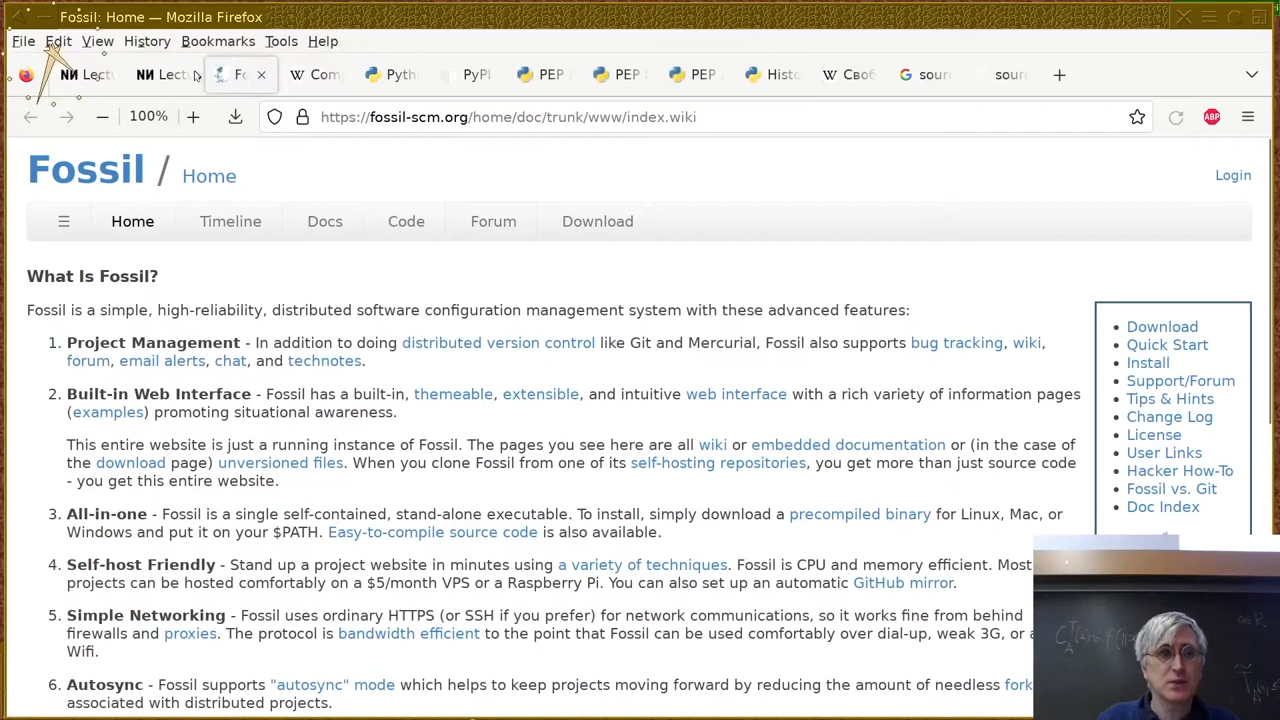 Fossil: Home — Mozilla Firefox
File Edit View History Bookmarks Tools Help
Lectu Lectu Fo Com Pyth PyPI PEP PEP PEP Histo Своб sour sour
100% https://fossil-scm.org/home/doc/trunk/www/index.wiki ABP
Fossil / Home
Login
☰ Home Timeline Docs Code Forum Download
What Is Fossil?
Fossil is a simple, high-reliability, distributed software configuration management system with these advanced features:
1. Project Management - In addition to doing distributed version control like Git and Mercurial, Fossil also supports bug tracking, wiki,
forum, email alerts, chat, and technotes.
2. Built-in Web Interface - Fossil has a built-in, themeable, extensible, and intuitive web interface with a rich variety of information pages
(examples) promoting situational awareness.
This entire website is just a running instance of Fossil. The pages you see here are all wiki or embedded documentation or (in the case of
the download page) unversioned files. When you clone Fossil from one of its self-hosting repositories, you get more than just source code
- you get this entire website.
3. All-in-one - Fossil is a single self-contained, stand-alone executable. To install, simply download a precompiled binary for Linux, Mac, or
Windows and put it on your $PATH. Easy-to-compile source code is also available.
4. Self-host Friendly - Stand up a project website in minutes using a variety of techniques. Fossil is CPU and memory efficient. Most
projects can be hosted comfortably on a $5/month VPS or a Raspberry Pi. You can also set up an automatic GitHub mirror.
5. Simple Networking - Fossil uses ordinary HTTPS (or SSH if you prefer) for network communications, so it works fine from behind
firewalls and proxies. The protocol is bandwidth efficient to the point that Fossil can be used comfortably over dial-up, weak 3G, or a
Wifi.
6. Autosync - Fossil supports "autosync" mode which helps to keep projects moving forward by reducing the amount of needless fork
associated with distributed projects.
Download
Quick Start
Install
Support/Forum
Tips & Hints
Change Log
License
User Links
Hacker How-To
Fossil vs. Git
Doc Index